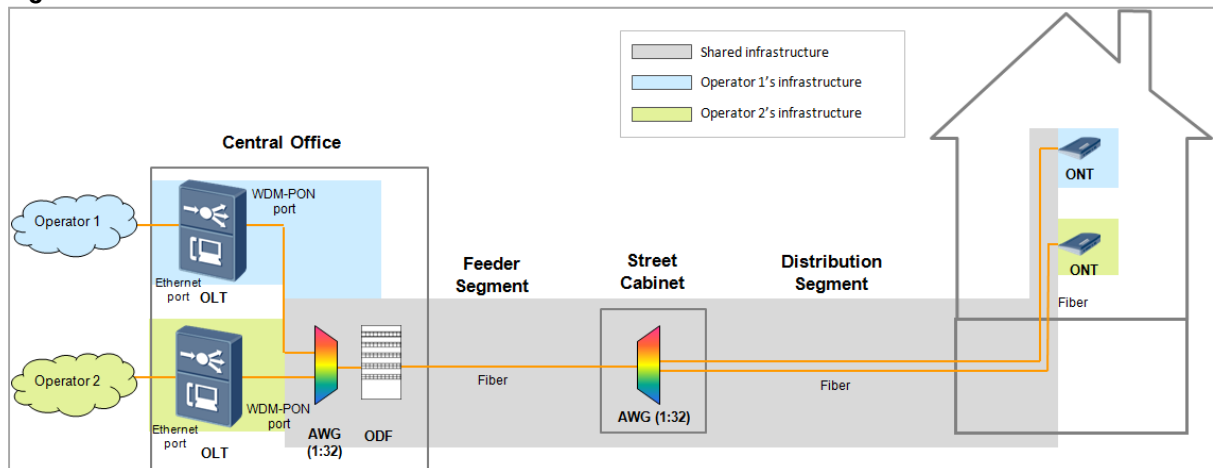 Shared infrastructure
Operator 1's infrastructure
Operator 2's infrastructure
Central Office
WDM-PON
port
Operator 1
ONT
Ethernet
port
OLT
Feeder
Segment
Street
Cabinet
Distribution
Segment
ONT
Fiber
Operator 2
Fiber
Fiber
WDM-PON
port
Ethernet
port
OLT
AWG
(1:32)
ODF
AWG (1:32)